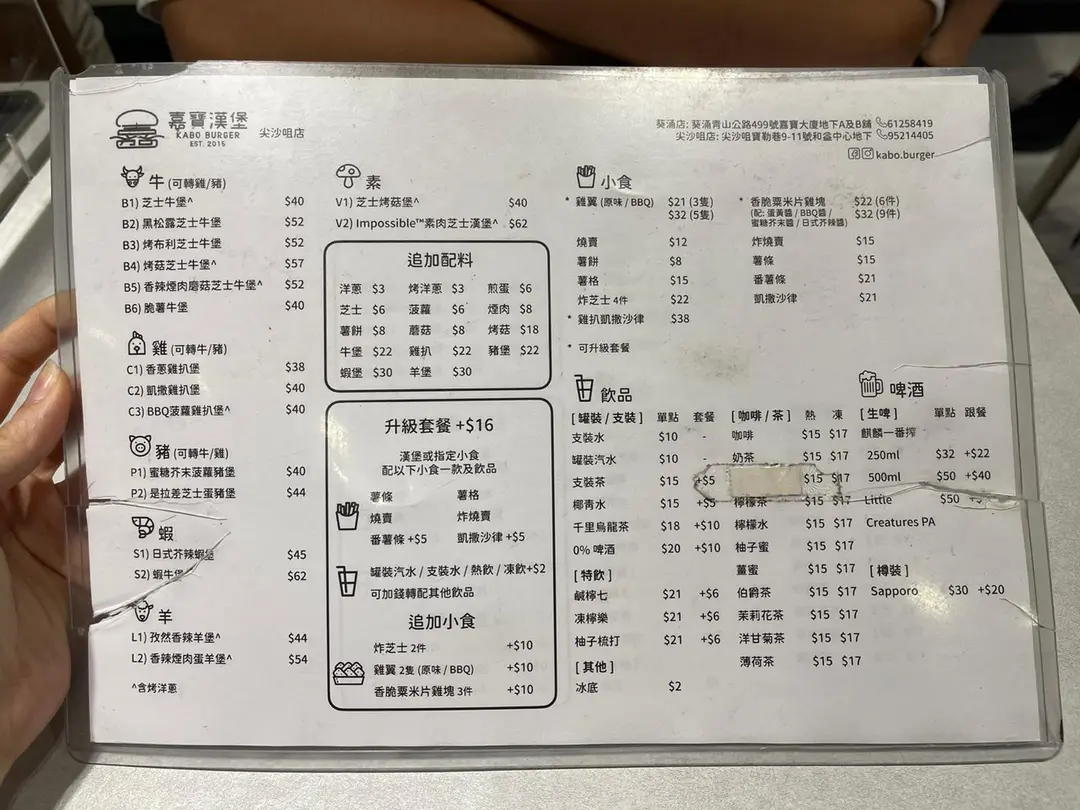 嘉寶漢堡
KABO BURGER
EST. 2015
尖沙咀店
葵涌店: 葵涌青山公路499號嘉寶大廈地下A及B舖 61258419
尖沙咀店: 尖沙咀寶勒巷9-11號和盒中心地下 95214405
kabo.burger
牛 (可轉雞/豬)
B1) 芝士牛堡^ $40
B2) 黑松露芝士牛堡 $52
B3) 烤布利芝士牛堡 $52
B4) 烤菇芝士牛堡^ $57
B5) 香辣煙肉磨菇芝士牛堡^ $52
B6) 脆薯牛堡 $40
雞 (可轉牛/豬)
C1) 香蔥雞扒堡 $38
C2) 凱撒雞扒堡 $40
C3) BBQ菠蘿雞扒堡^ $40
豬 (可轉牛/雞)
P1) 蜜糖芥末菠蘿豬堡 $40
P2) 是拉差芝士蛋豬堡 $44
蝦
S1) 日式芥辣蝦堡 $45
S2) 蝦牛堡 $62
羊
L1) 孜然香辣羊堡^ $44
L2) 香辣煙肉蛋羊堡^ $54
^含烤洋蔥
素
V1) 芝士烤菇堡^ $40
V2) Impossible™素肉芝士漢堡^ $62
追加配料
洋蔥 $3 烤洋蔥 $3 煎蛋 $6
芝士 $6 菠蘿 $6 煙肉 $8
薯餅 $8 蘑菇 $8 烤菇 $18
牛堡 $22 雞扒 $22 豬堡 $22
蝦堡 $30 羊堡 $30
升級套餐 +$16
漢堡或指定小食
配以下小食一款及飲品
薯條 薯格
燒賣 炸燒賣
番薯條 +$5 凱撒沙律 +$5
罐裝汽水 / 支裝水 / 熱飲 / 凍飲+$2
可加錢轉配其他飲品
追加小食
炸芝士 2件 +$10
雞翼 2隻 (原味 / BBQ) +$10
香脆粟米片雞塊 3件 +$10
小食
* 雞翼 (原味 / BBQ) $21 (3隻)
$32 (5隻)
燒賣 $12
薯餅 $8
薯格 $15
炸芝士 4件 $22
* 雞扒凱撒沙律 $38
* 可升級套餐
* 香脆粟米片雞塊 $22 (6件)
(配: 蛋黃醬 / BBQ醬 / $32 (9件)
蜜糖芥末醬 / 日式芥辣醬)
炸燒賣 $15
薯條 $15
番薯條 $21
凱撒沙律 $21
飲品
[ 罐裝 / 支裝 ] 單點 套餐
支裝水 $10 -
罐裝汽水 $10 -
支裝茶 $15 +$5
椰青水 $15 +$5
千里烏龍茶 $18 +$10
0% 啤酒 $20 +$10
[ 特飲 ]
鹹檸七 $21 +$6
凍檸樂 $21 +$6
柚子梳打 $21 +$6
[ 其他 ]
冰底 $2
[ 咖啡 / 茶 ] 熱 凍
咖啡 $15 $17
奶茶 $15 $17
$15 $17
檸檬茶 $15 $17
檸檬水 $15 $17
柚子蜜 $15 $17
薑蜜 $15 $17
伯爵茶 $15 $17
茉莉花茶 $15 $17
洋甘菊茶 $15 $17
薄荷茶 $15 $17
啤酒
[ 生啤 ] 單點 跟餐
麒麟一番搾
250ml $32 +$22
500ml $50 +$40
Little $50
Creatures PA
[ 樽裝 ]
Sapporo $30 +$20